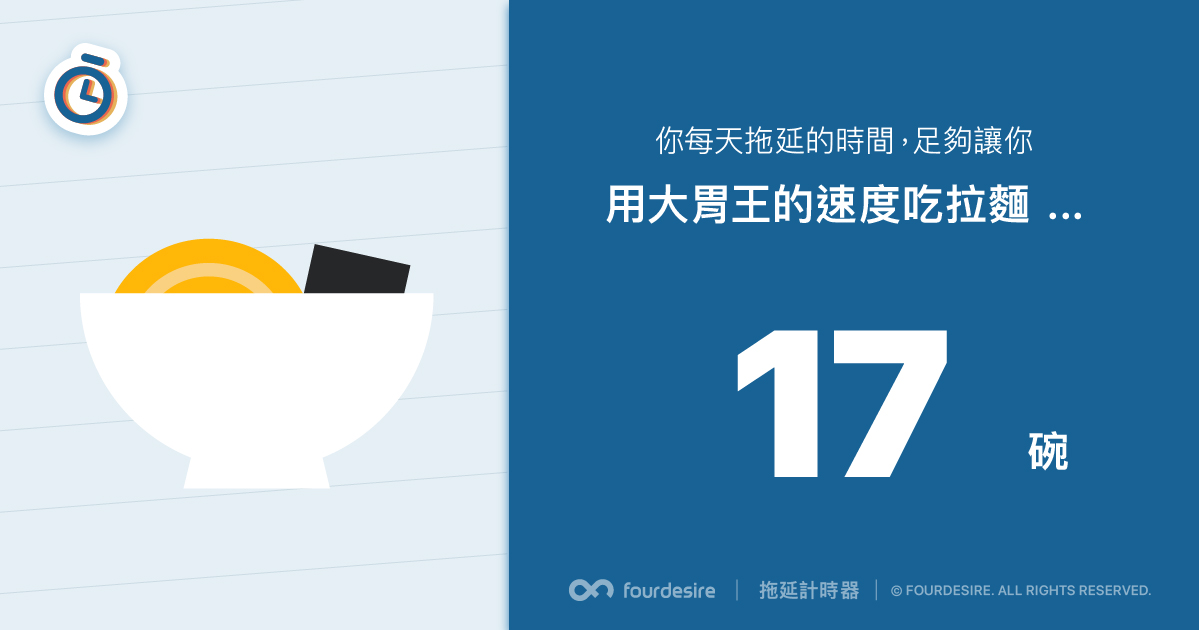 你每天拖延的時間，足夠讓你
用大胃王的速度吃拉麵 ...
17
碗
fourdesire | 拖延計時器 | © FOURDESIRE. ALL RIGHTS RESERVED.